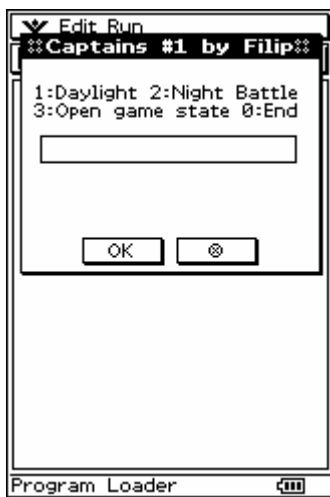 Edit Run
Captains #1 by Filip
1:Daylight 2:Night Battle
3:Open game state 0:End
OK
Program Loader